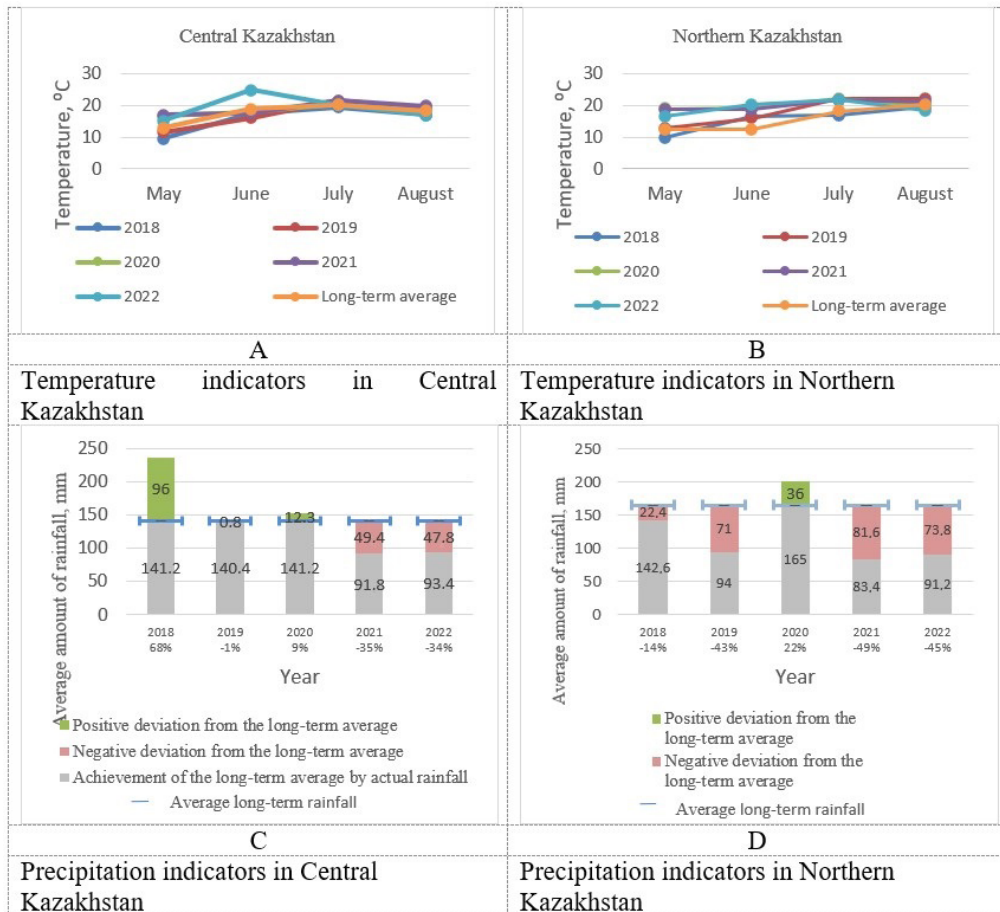 Central Kazakhstan
Temperature, ⁰C
30
20
10
0
May June July August
2018 2019
2020 2021
2022 Long-term average
Northern Kazakhstan
Temperature, ⁰C
30
20
10
0
May June July August
2018 2019
2020 2021
2022 Long-term average
A
B
Temperature indicators in Central
Kazakhstan
Temperature indicators in Northern
Kazakhstan
Average amount of rainfall, mm
250
200
150
100
50
0
96
0.8
12.3
49.4
47.8
141.2
140.4
141.2
91.8
93.4
2018 2019 2020 2021 2022
68% -1% 9% -35% -34%
Year
Positive deviation from the long-term average
Negative deviation from the long-term average
Achievement of the long-term average by actual rainfall
Average long-term rainfall
Average amount of rainfall, mm
250
200
150
100
50
0
22,4
71
36
81,6
73,8
142,6
94
165
83,4
91,2
2018 2019 2020 2021 2022
-14% -43% 22% -49% -45%
Year
Positive deviation from the
long-term average
Negative deviation from the
long-term average
Average long-term rainfall
C
D
Precipitation indicators in Central
Kazakhstan
Precipitation indicators in Northern
Kazakhstan